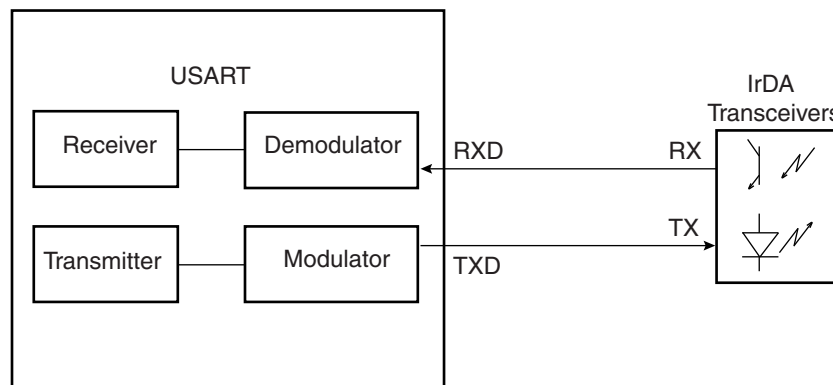 USART
IrDA
Transceivers
Receiver
Demodulator
RXD
RX
Transmitter
Modulator
TXD
TX